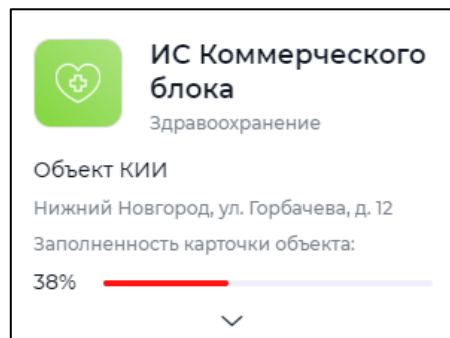 ИС Коммерческого
блока
Здравоохранение
Объект КИИ
Нижний Новгород, ул. Горбачева, д. 12
Заполненность карточки объекта:
38%